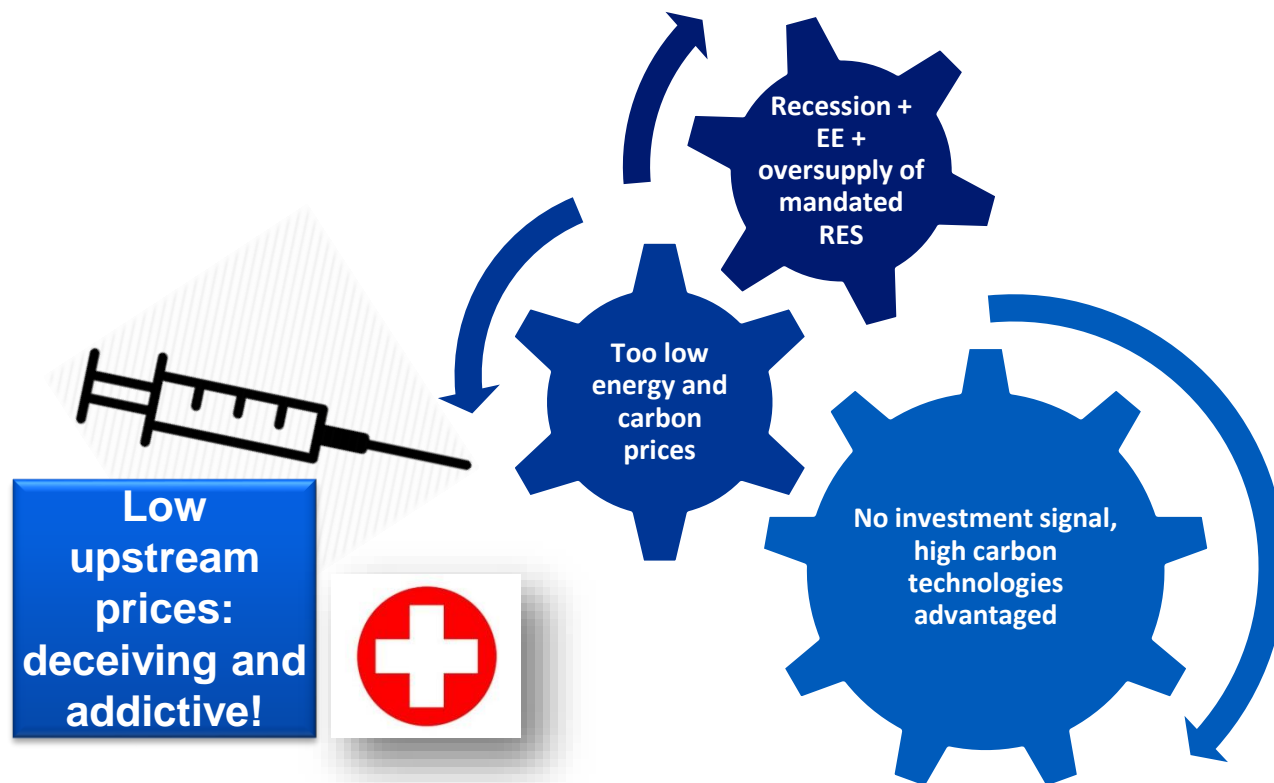 Recession +
EE +
oversupply of
mandated
RES
Too low
energy and
carbon
prices
No investment signal,
high carbon
technologies
advantaged
Low
upstream
prices:
deceiving and
addictive!